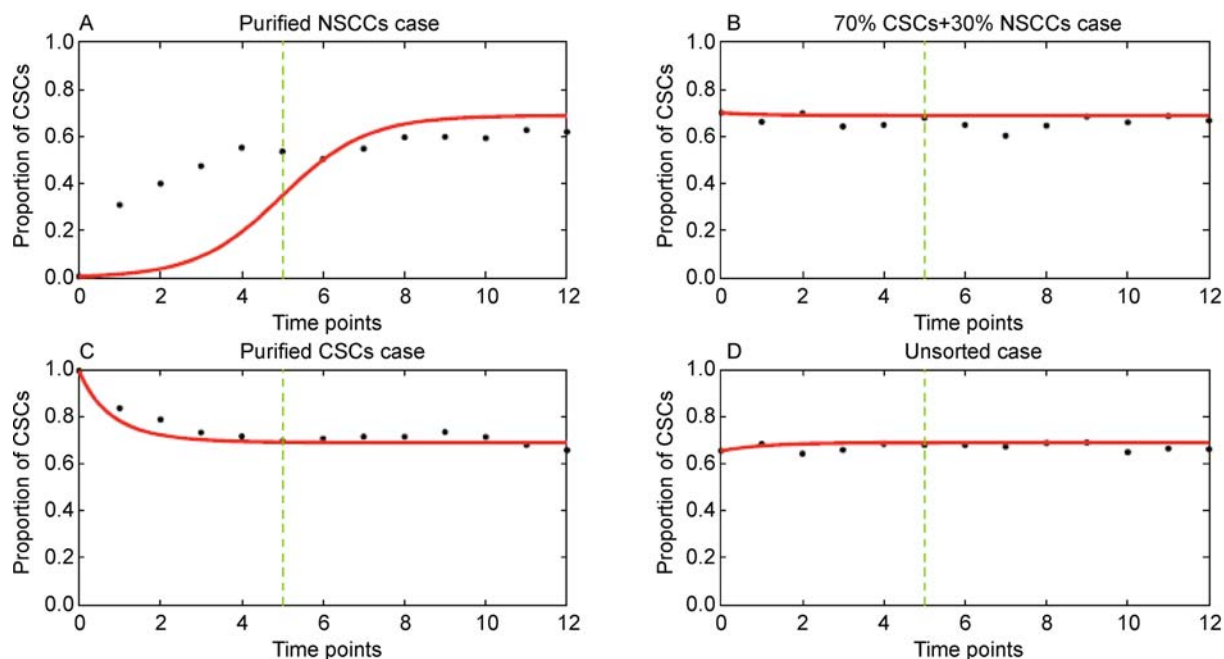 A Purified NSCCs case
1.0
0.8
0.6
0.4
0.2
0.0
Proportion of CSCs
0 2 4 6 8 10 12
Time points
B 70% CSCs+30% NSCCs case
1.0
0.8
0.6
0.4
0.2
0.0
Proportion of CSCs
0 2 4 6 8 10 12
Time points
C Purified CSCs case
1.0
0.8
0.6
0.4
0.2
0.0
Proportion of CSCs
0 2 4 6 8 10 12
Time points
D Unsorted case
1.0
0.8
0.6
0.4
0.2
0.0
Proportion of CSCs
0 2 4 6 8 10 12
Time points